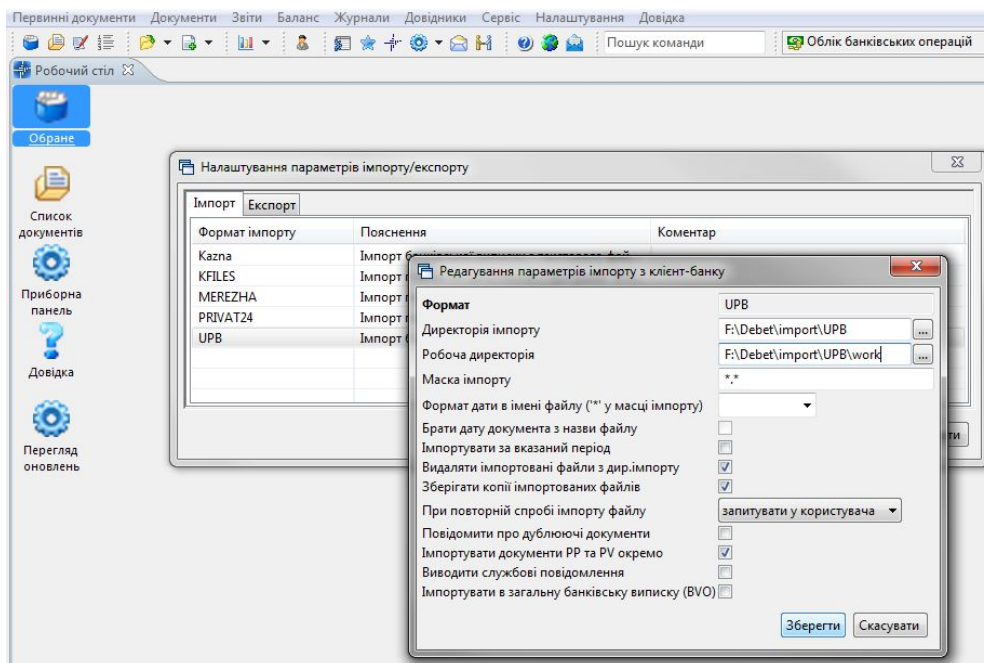 Первинні документи Документи Звіти Баланс Журнали Довідники Сервіс Налаштування Довідка
Пошук команди Облік банківських операцій
Робочий стіл
Обране
Список
документів
Приборна
панель
Довідка
Перегляд
оновлень
Налаштування параметрів імпорту/експорту
Імпорт Експорт
Формат імпорту Пояснення Коментар
Kazna
KFILES
MEREZHA
PRIVAT24
UPB
Редагування параметрів імпорту з клієнт-банку
Формат UPB
Директорія імпорту F:\Debet\import\UPB ...
Робоча директорія F:\Debet\import\UPB\work ...
Маска імпорту *.*
Формат дати в імені файлу ('*' у масці імпорту)
Брати дату документа з назви файлу
Імпортувати за вказаний період
Видаляти імпортовані файли з дир.імпорту
Зберігати копії імпортованих файлів
При повторній спробі імпорту файлу запитувати у користувача
Повідомити про дублюючі документи
Імпортувати документи PP та PV окремо
Виводити службові повідомлення
Імпортувати в загальну банківську виписку (BVO)
Зберегти Скасувати